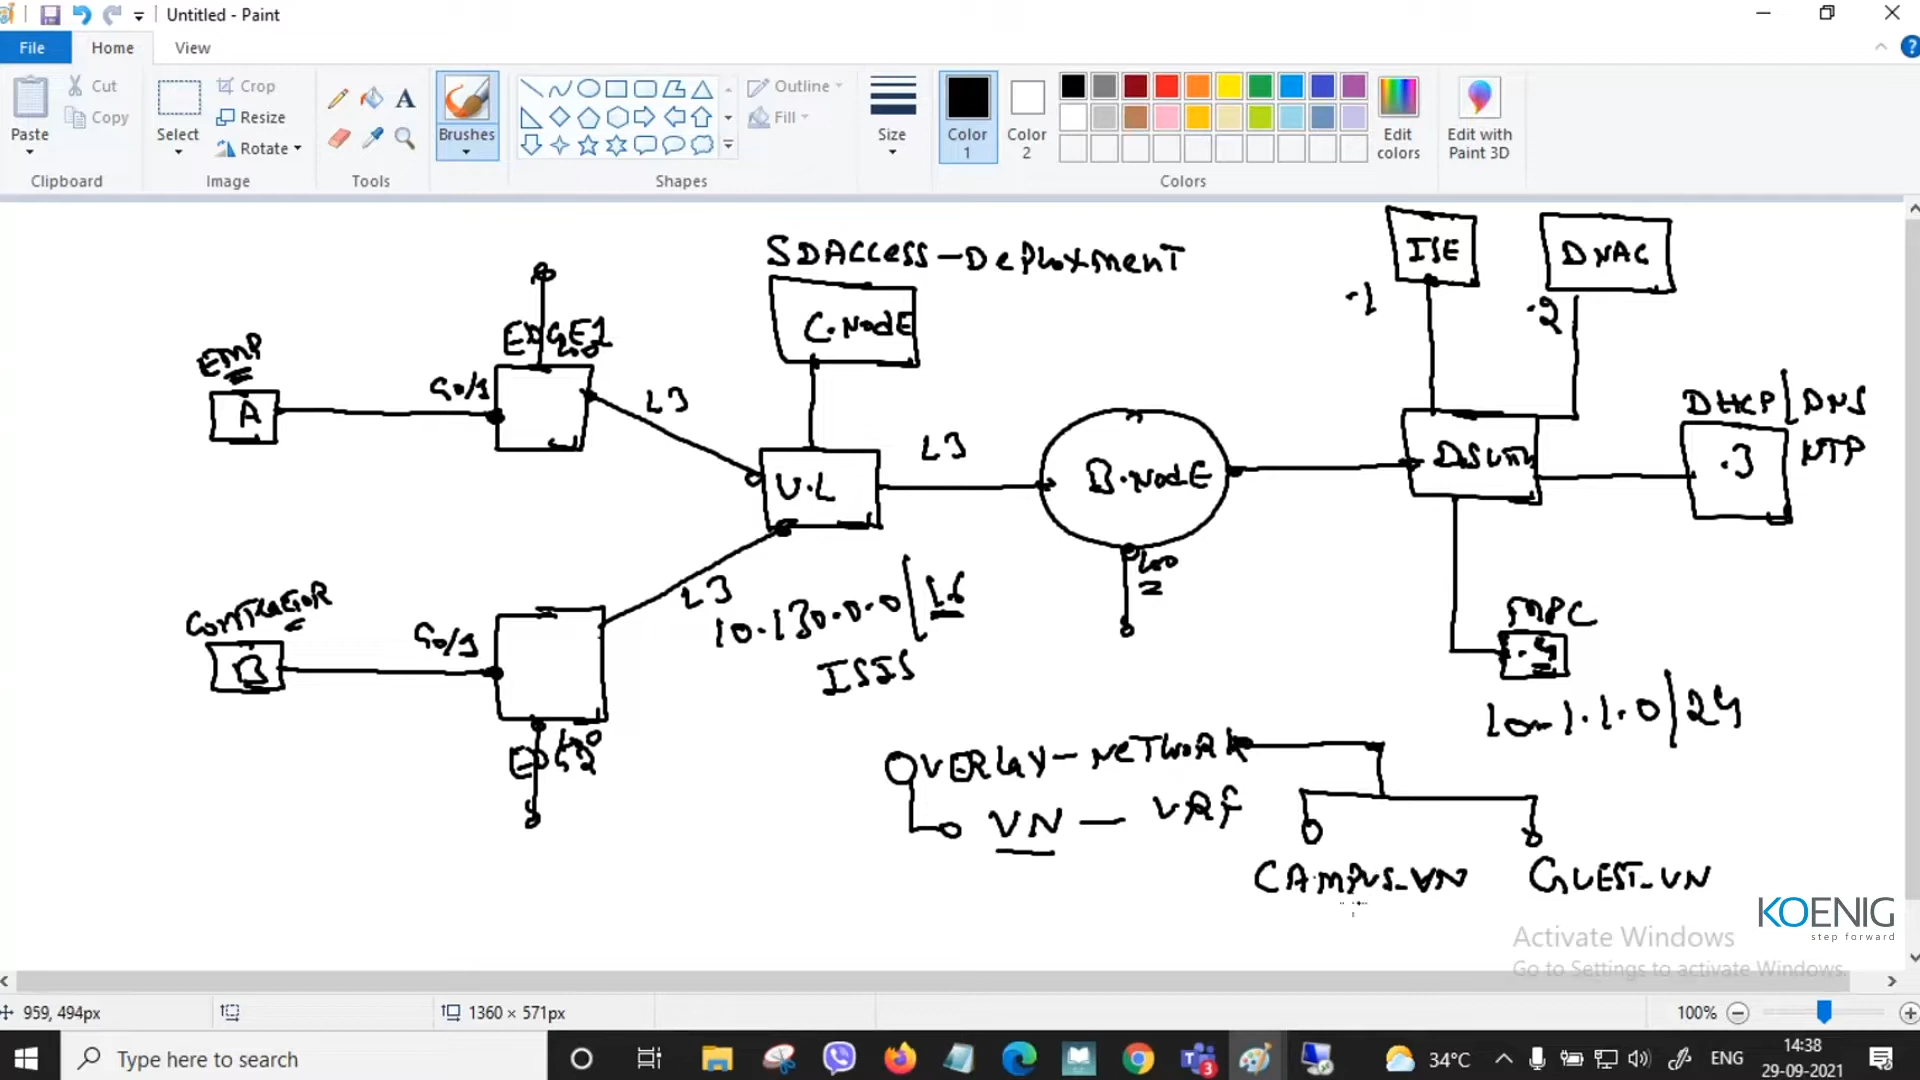 Untitled - Paint
File
Home
View
Paste
Cut
Copy
Clipboard
Select
Crop
Resize
Rotate
Image
Tools
Brushes
Shapes
Outline
Fill
Size
Color 1
Color 2
Edit colors
Edit with Paint 3D
Colors
SDACCESS-DEPLOYMENT
ISE
DNAC
.1
.2
C.NODE
EDGE1
EMP
A
G0/1
L3
L3
U.L
B.NODE
DHCP|DNS
NTP
.3
L00
CONTRACTOR
B
G0/1
L3
10.130.0.0/16
ISIS
.4
10.1.1.0/24
OVERLAY-NETWORK
VN - VRF
CAMPUS_VN
GUEST_VN
KOENIG
step forward
Activate Windows
Go to Settings to activate Windows.
959, 494px
1360 × 571px
100%
Type here to search
3
34°C
ENG
14:38
29-09-2021